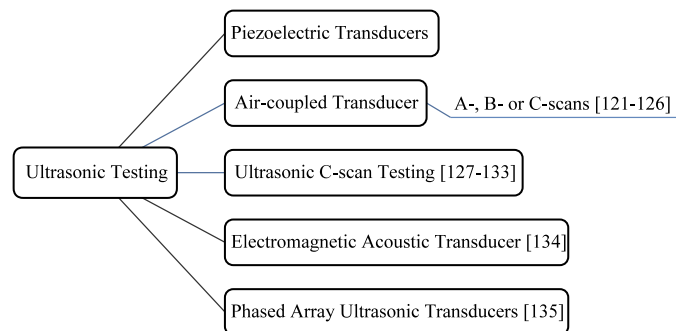 Piezoelectric Transducers
Air-coupled Transducer
A-, B- or C-scans [121-126]
Ultrasonic Testing
Ultrasonic C-scan Testing [127-133]
Electromagnetic Acoustic Transducer [134]
Phased Array Ultrasonic Transducers [135]